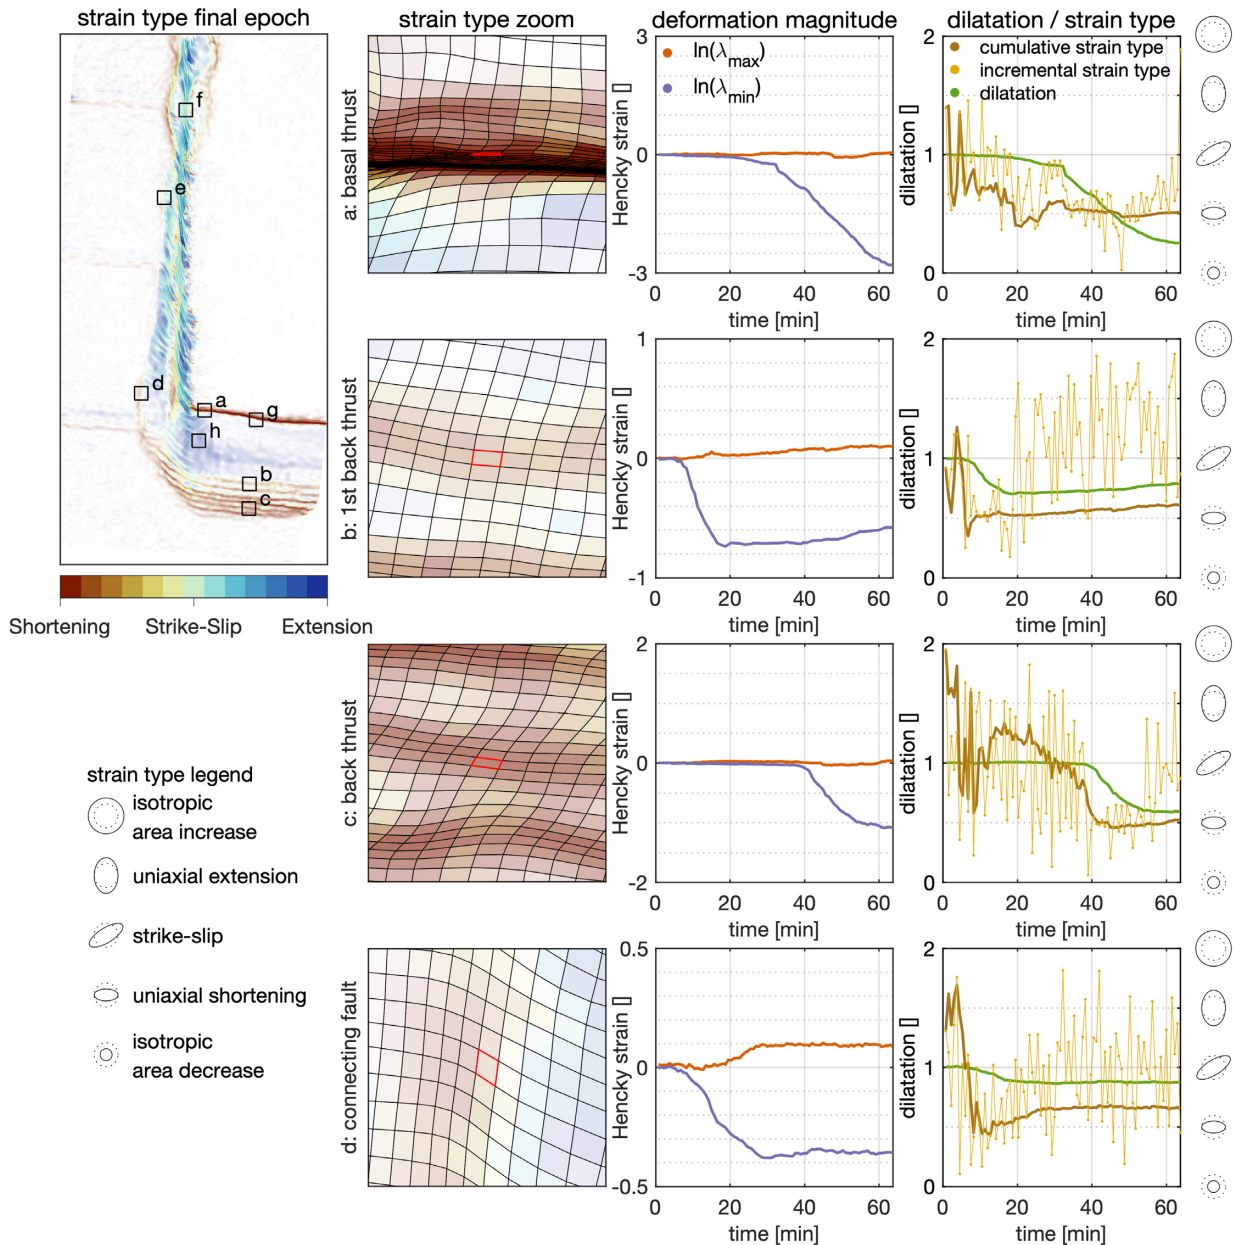 strain type final epoch
strain type zoom
deformation magnitude
dilatation / strain type
f
e
d
a
g
h
b
c
Shortening
Strike-Slip
Extension
strain type legend
isotropic
area increase
uniaxial extension
strike-slip
uniaxial shortening
isotropic
area decrease
a: basal thrust
Hencky strain []
3
0
-3
ln(λmax)
ln(λmin)
0
20
40
60
time [min]
dilatation []
2
1
0
cumulative strain type
incremental strain type
dilatation
0
20
40
60
time [min]
b: 1st back thrust
Hencky strain []
1
0
-1
0
20
40
60
time [min]
dilatation []
2
1
0
0
20
40
60
time [min]
c: back thrust
Hencky strain []
2
0
-2
0
20
40
60
time [min]
dilatation []
2
1
0
0
20
40
60
time [min]
d: connecting fault
Hencky strain []
0.5
0
-0.5
0
20
40
60
time [min]
dilatation []
2
1
0
0
20
40
60
time [min]